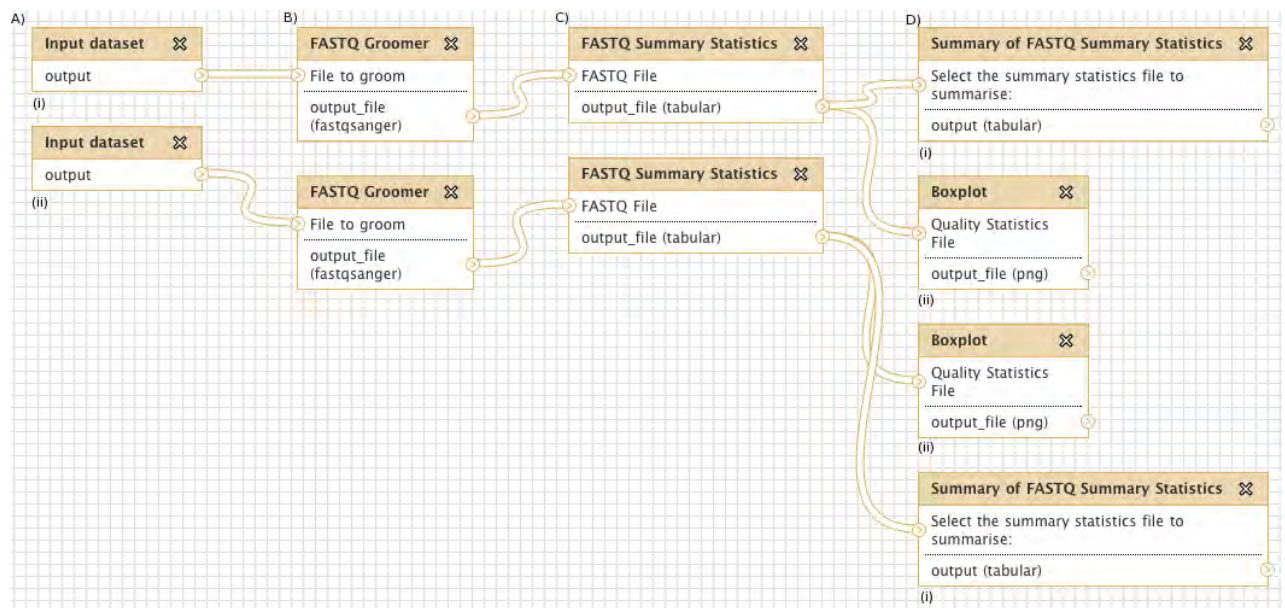 A)
Input dataset
output
(i)
Input dataset
output
(ii)
B)
FASTQ Groomer
File to groom
output_file
(fastqsanger)
FASTQ Groomer
File to groom
output_file
(fastqsanger)
C)
FASTQ Summary Statistics
FASTQ File
output_file (tabular)
FASTQ Summary Statistics
FASTQ File
output_file (tabular)
D)
Summary of FASTQ Summary Statistics
Select the summary statistics file to
summarise:
output (tabular)
(i)
Boxplot
Quality Statistics
File
output_file (png)
(ii)
Boxplot
Quality Statistics
File
output_file (png)
(ii)
Summary of FASTQ Summary Statistics
Select the summary statistics file to
summarise:
output (tabular)
(i)